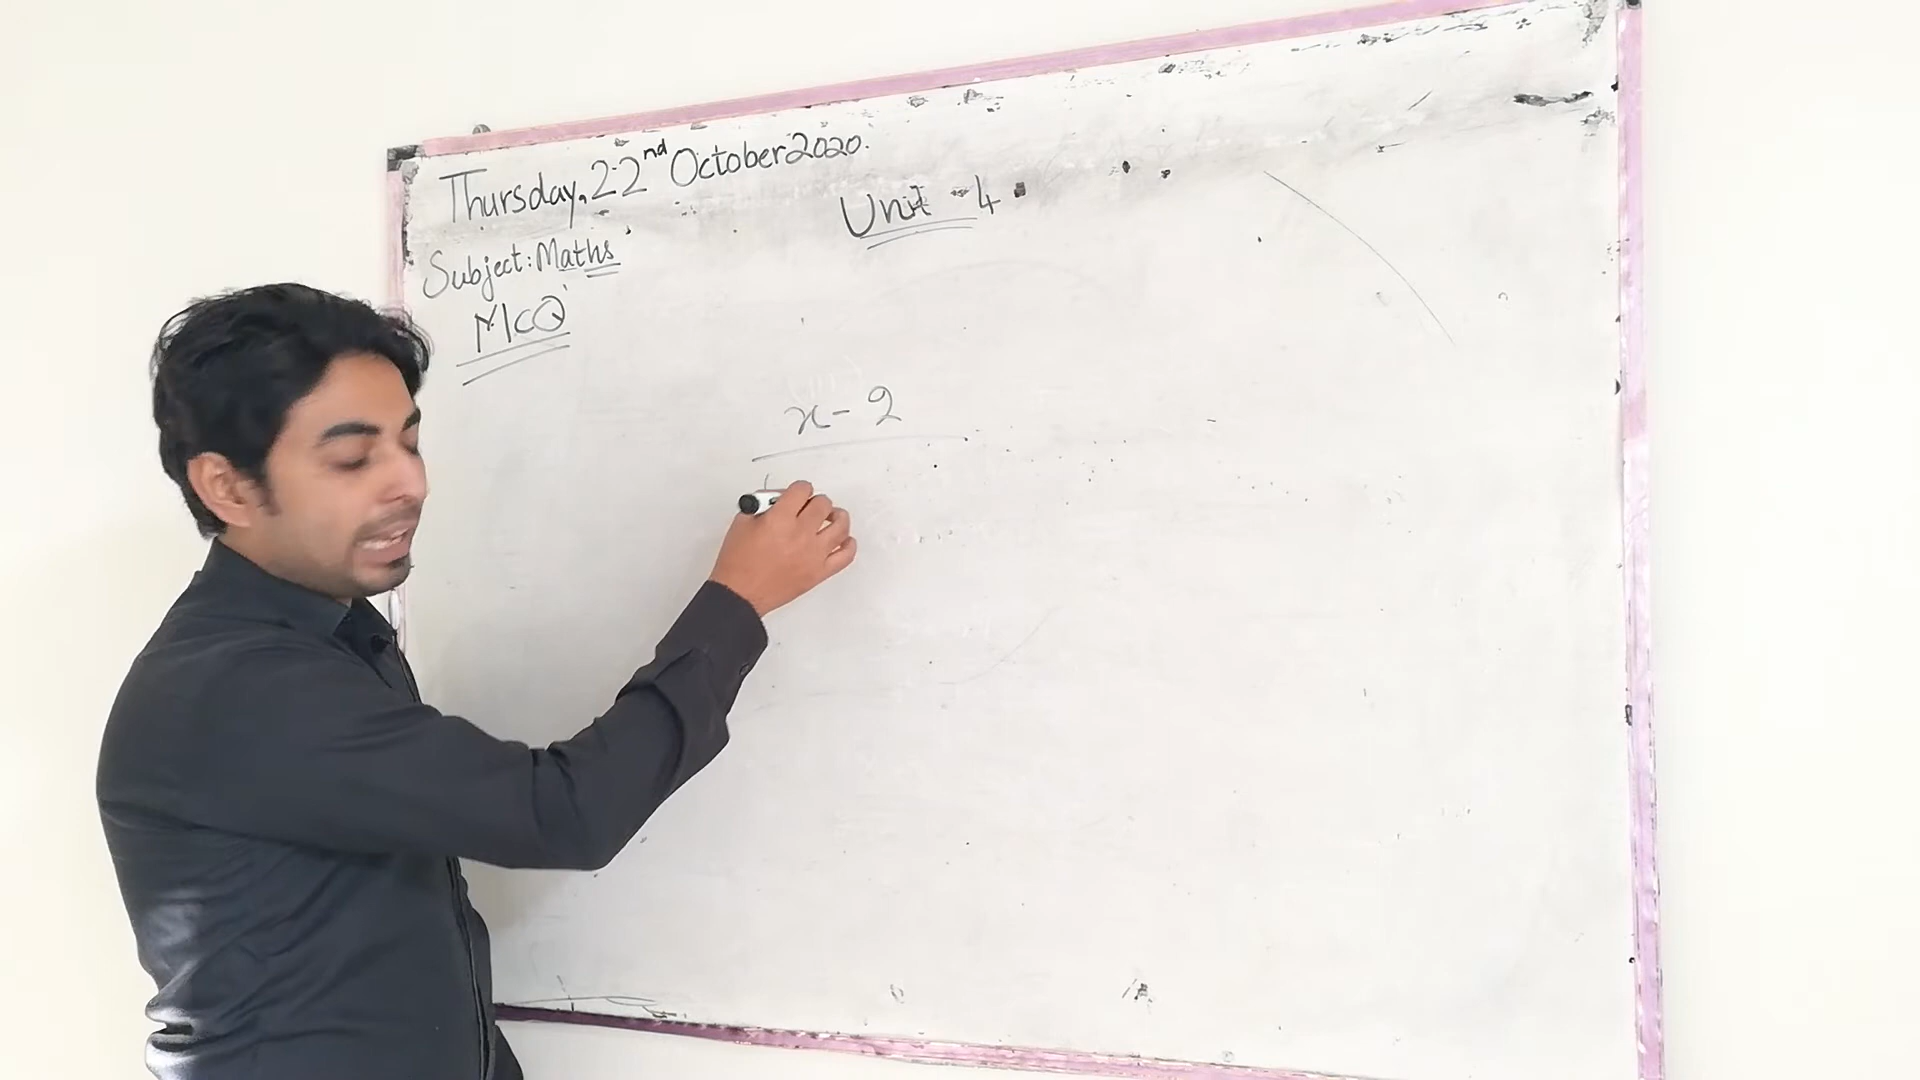 Thursday, 22nd October 2020.
Unit - 4
Subject: Maths
McQ
x - 2